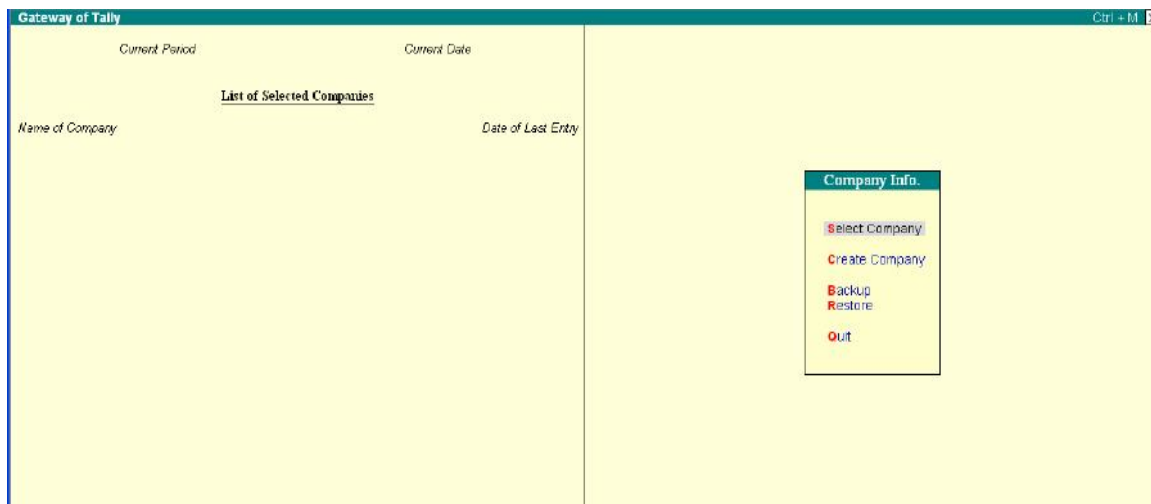 Gateway of Tally Ctrl + M
Current Period Current Date
List of Selected Companies
Name of Company Date of Last Entry
Company Info.
Select Company
Create Company
Backup
Restore
Quit